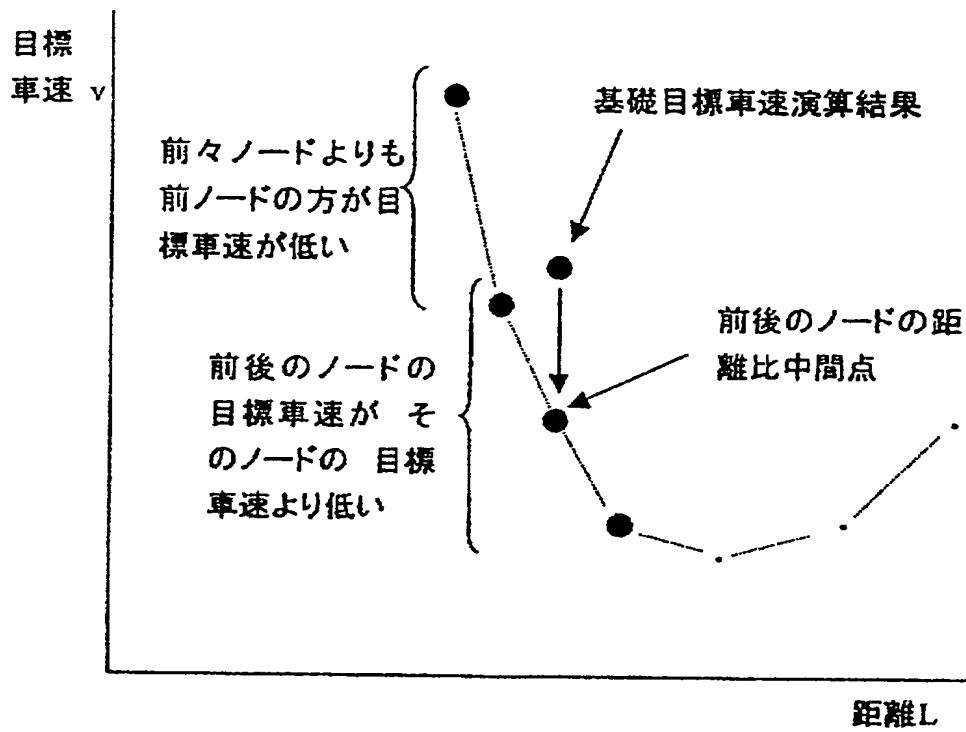 目標
車速 v
基礎目標車速演算結果
前々ノードよりも
前ノードの方が目
標車速が低い
前後のノードの距
離比中間点
前後のノードの
目標車速が そ
のノードの 目標
車速より低い
距離L